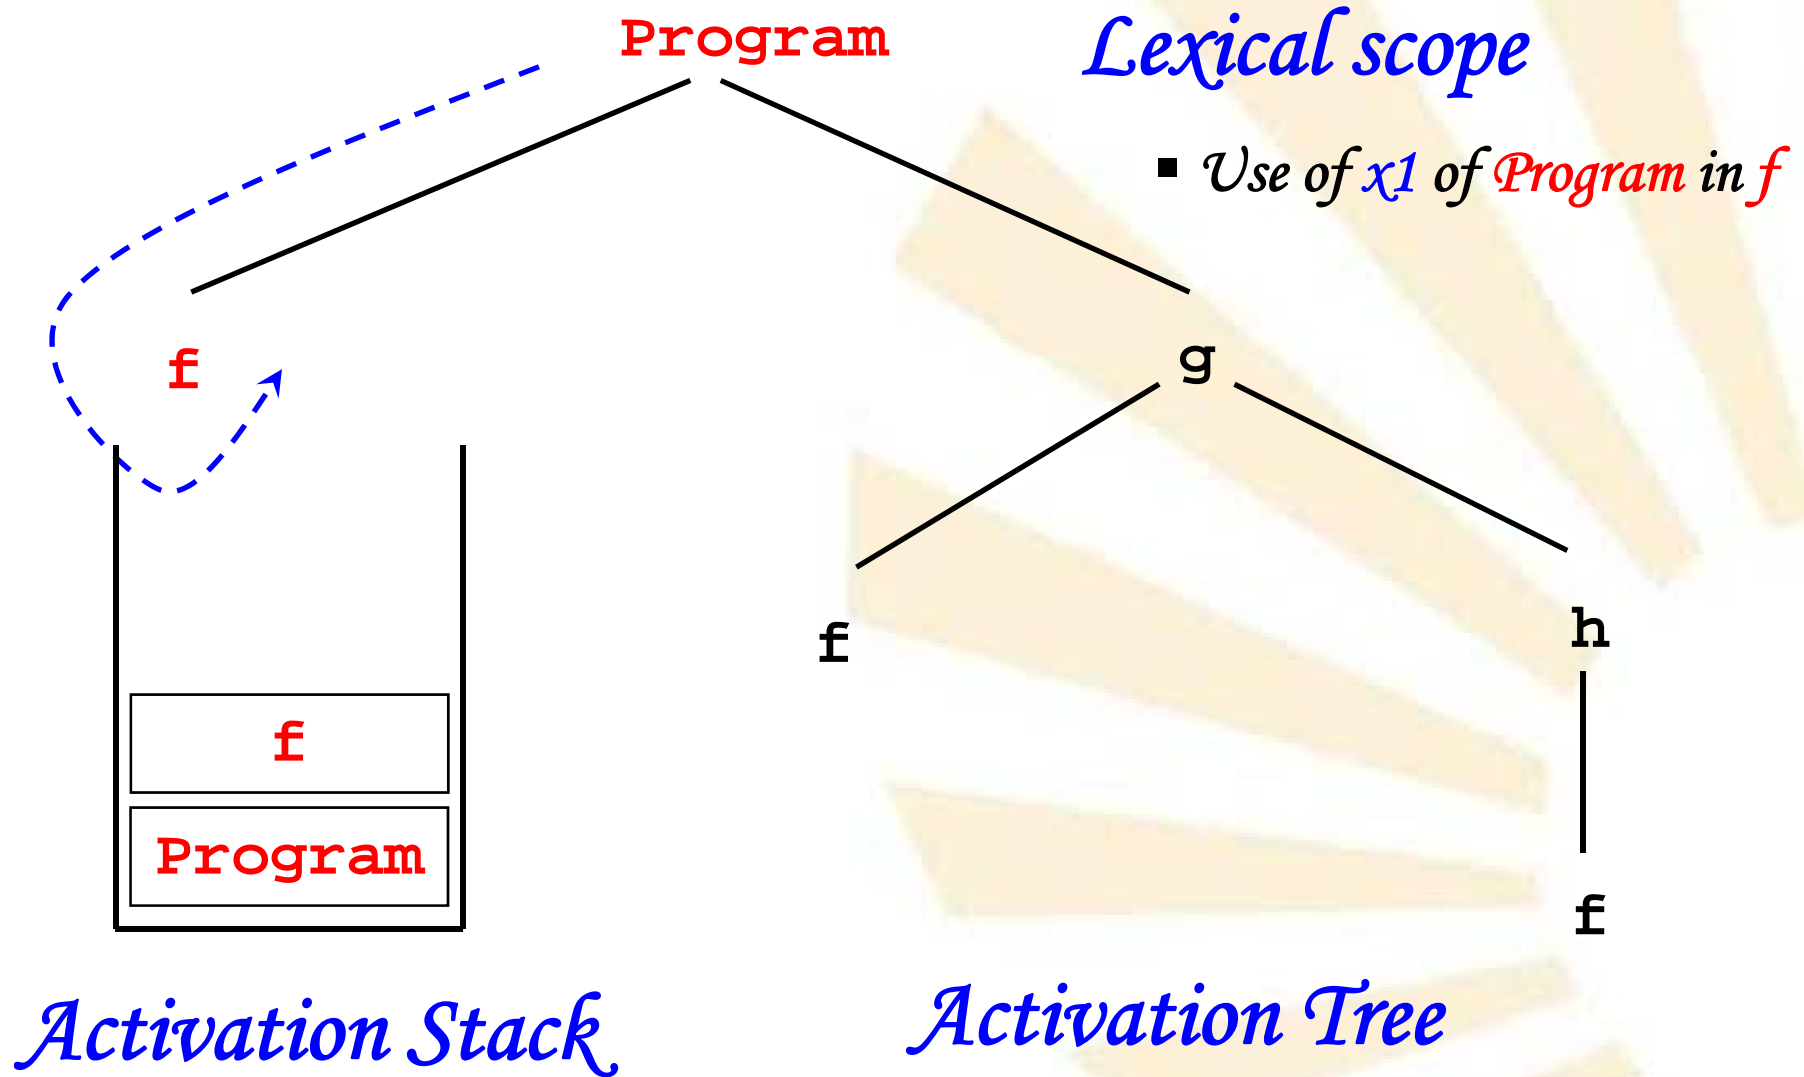 Program
Lexical scope
▪ Use of x1 of Program in f
f
g
f
h
f
Program
f
Activation Stack
Activation Tree